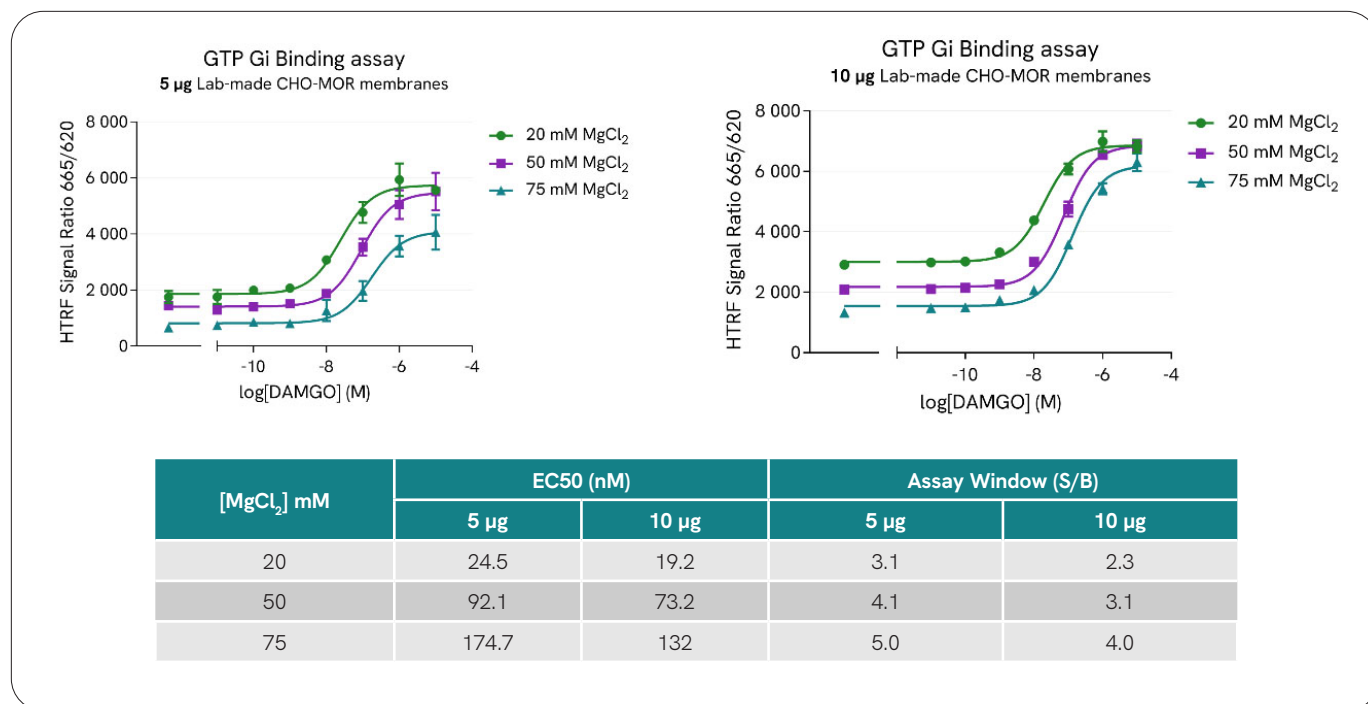 GTP Gi Binding assay
5 µg Lab-made CHO-MOR membranes
HTRF Signal Ratio 665/620
8 000
6 000
4 000
2 000
0
-10
-8
-6
-4
log[DAMGO] (M)
20 mM MgCl₂
50 mM MgCl₂
75 mM MgCl₂
GTP Gi Binding assay
10 µg Lab-made CHO-MOR membranes
HTRF Signal Ratio 665/620
8 000
6 000
4 000
2 000
0
-10
-8
-6
-4
log[DAMGO] (M)
20 mM MgCl₂
50 mM MgCl₂
75 mM MgCl₂
[MgCl₂] mM EC50 (nM) Assay Window (S/B)
5 µg 10 µg 5 µg 10 µg
20 24.5 19.2 3.1 2.3
50 92.1 73.2 4.1 3.1
75 174.7 132 5.0 4.0